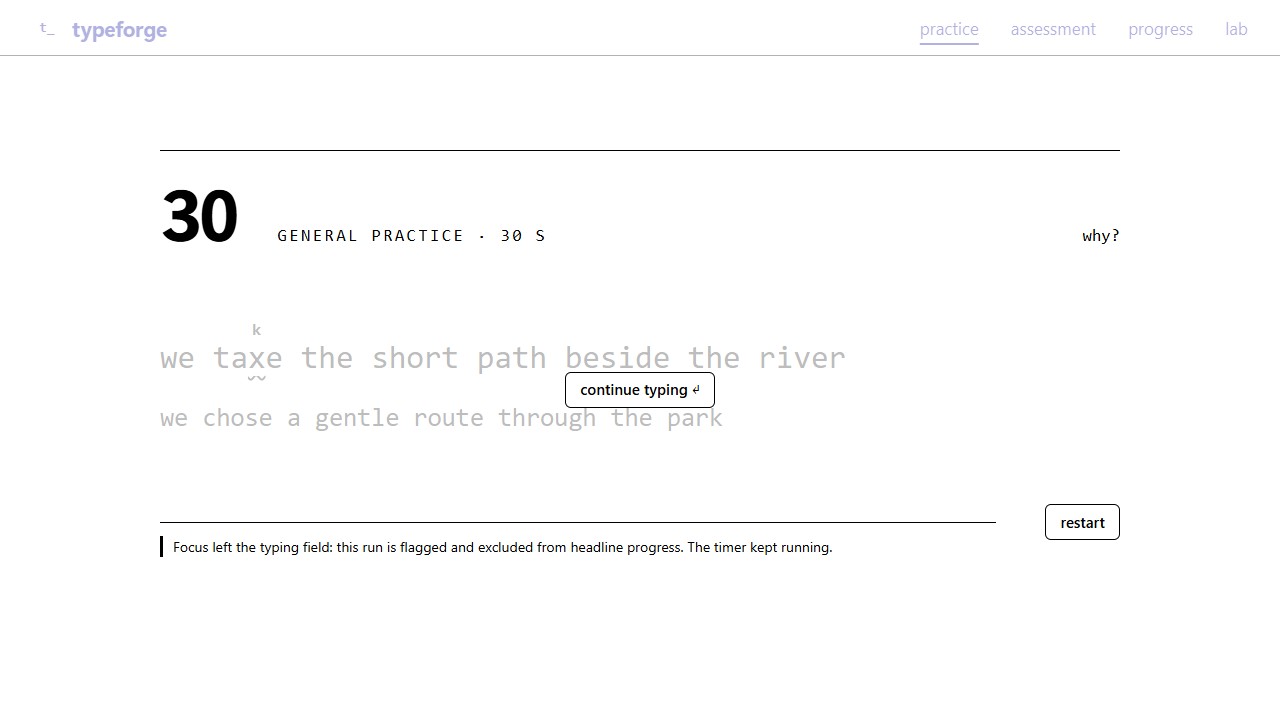 t_ typeforge practice assessment progress lab
30 GENERAL PRACTICE · 30 S why?
k
we taxe the short path beside the river
continue typing ↲
we chose a gentle route through the park
restart
Focus left the typing field: this run is flagged and excluded from headline progress. The timer kept running.